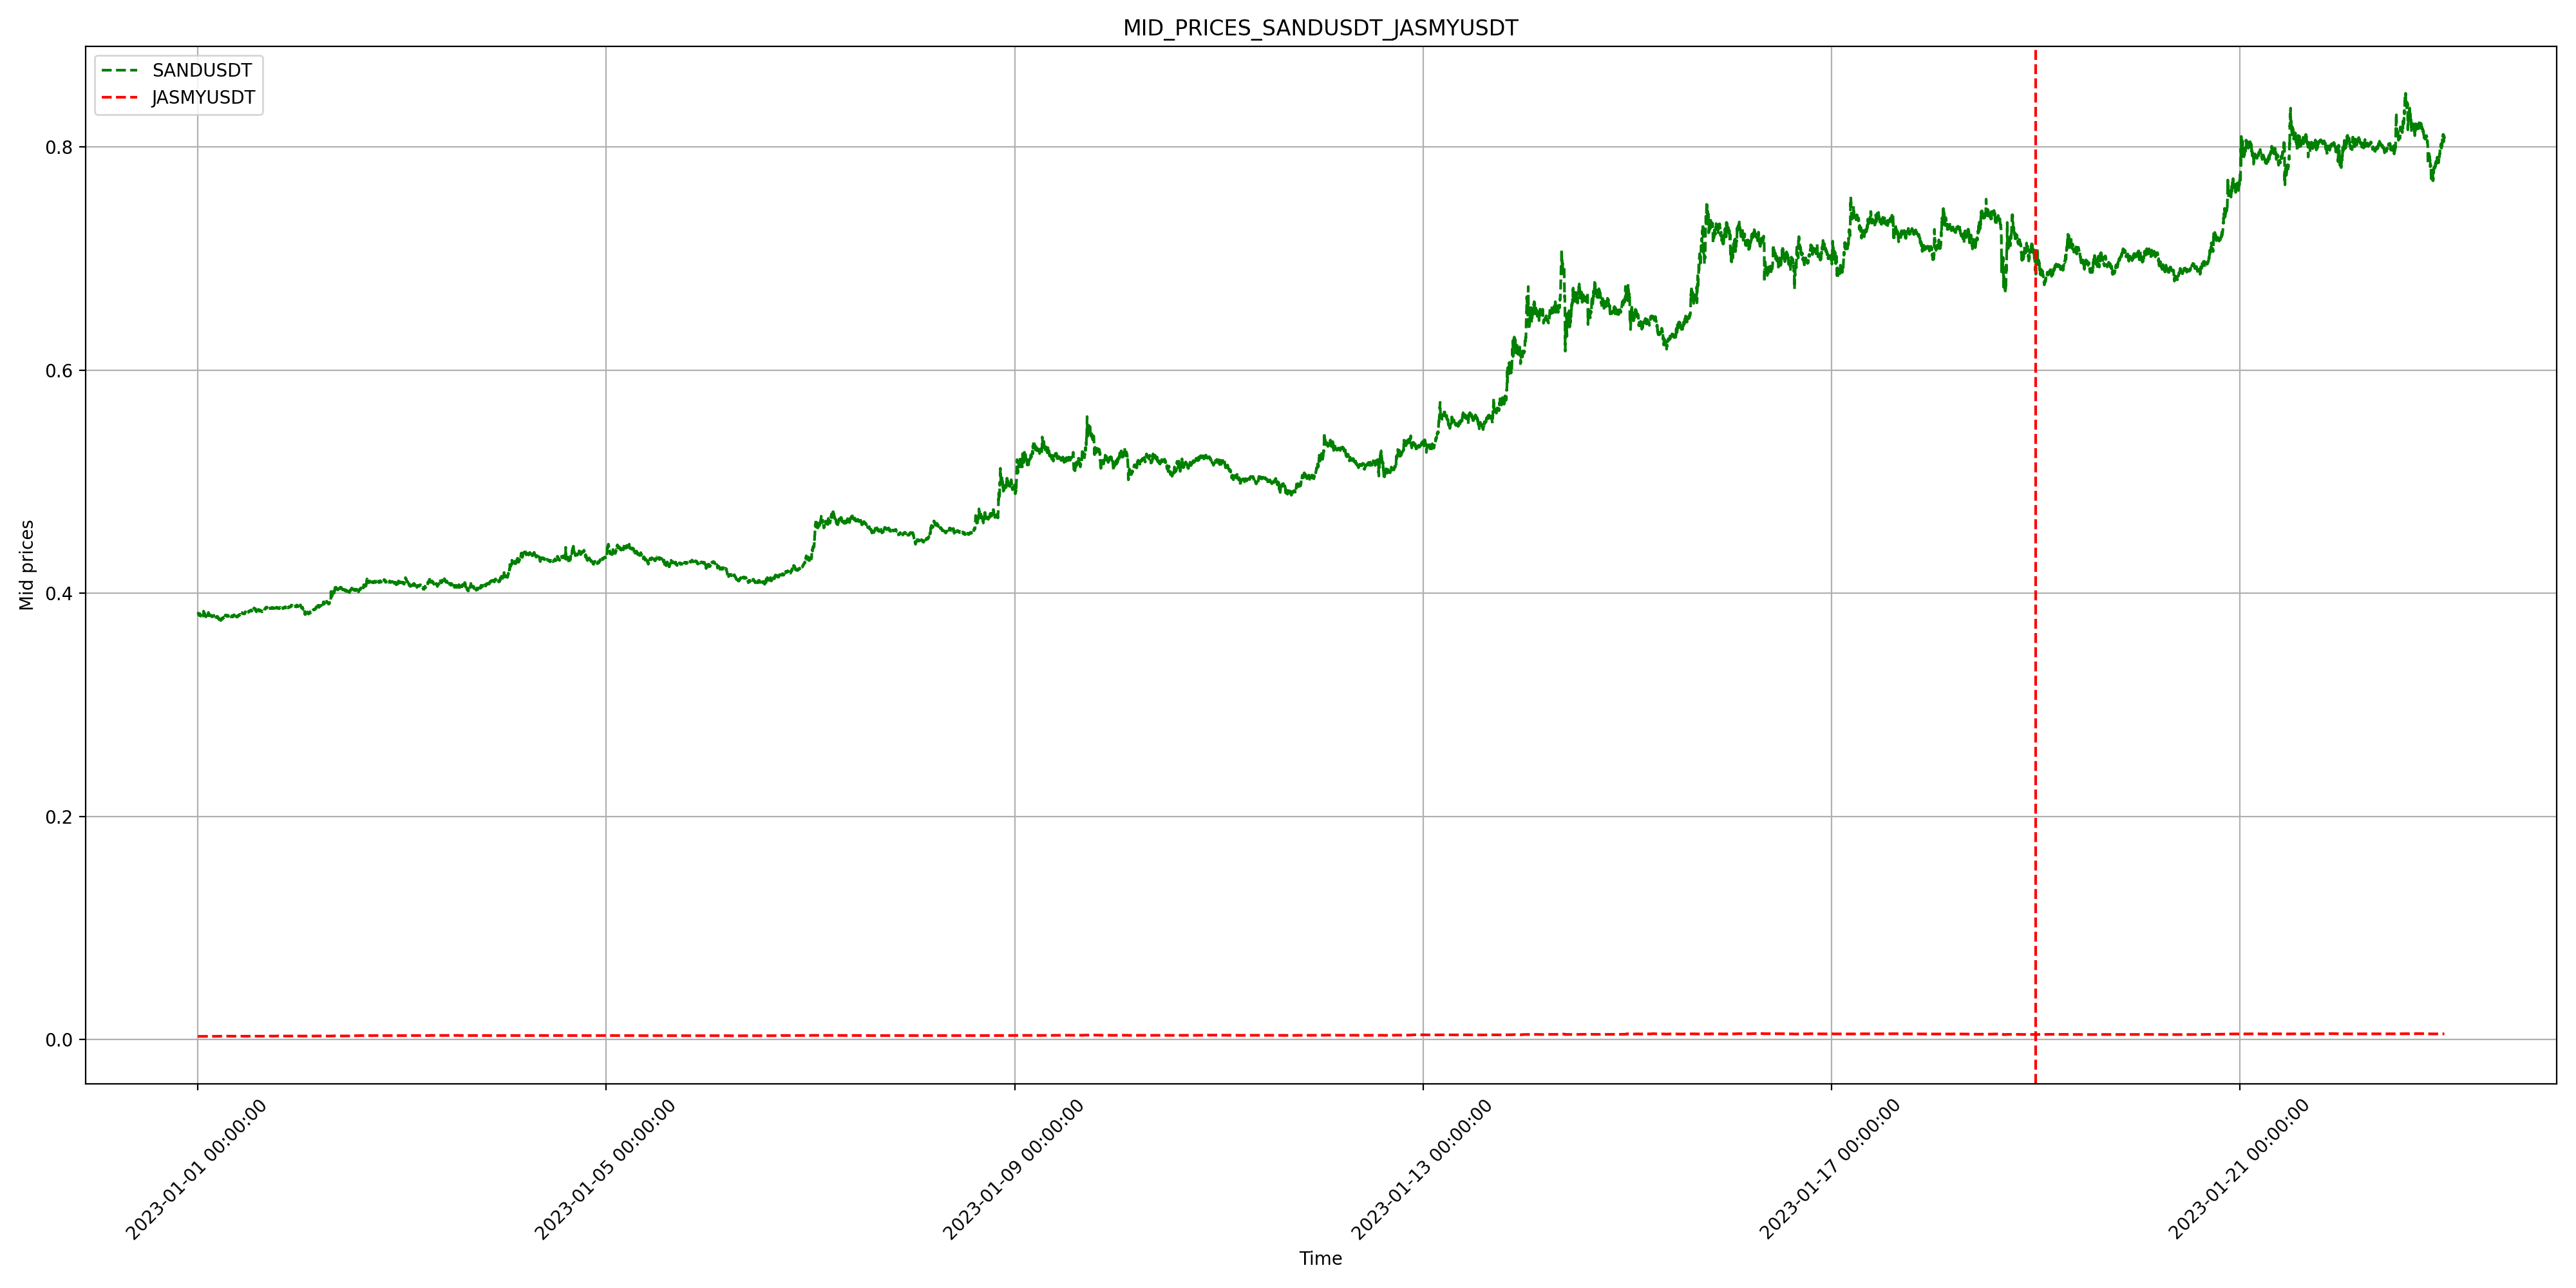 MID_PRICES_SANDUSDT_JASMYUSDT
SANDUSDT
JASMYUSDT
0.8
0.6
0.4
0.2
0.0
Mid prices
2023-01-01 00:00:00
2023-01-05 00:00:00
2023-01-09 00:00:00
2023-01-13 00:00:00
2023-01-17 00:00:00
2023-01-21 00:00:00
Time